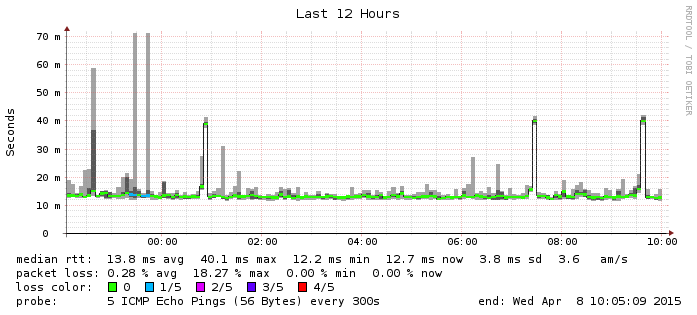 Last 12 Hours
RRDTOOL / TOBI OETIKER
Seconds
70 m
60 m
50 m
40 m
30 m
20 m
10 m
0
00:00 02:00 04:00 06:00 08:00 10:00
median rtt: 13.8 ms avg 40.1 ms max 12.2 ms min 12.7 ms now 3.8 ms sd 3.6 am/s
packet loss: 0.28 % avg 18.27 % max 0.00 % min 0.00 % now
loss color: 0 1/5 2/5 3/5 4/5
probe: 5 ICMP Echo Pings (56 Bytes) every 300s end: Wed Apr 8 10:05:09 2015